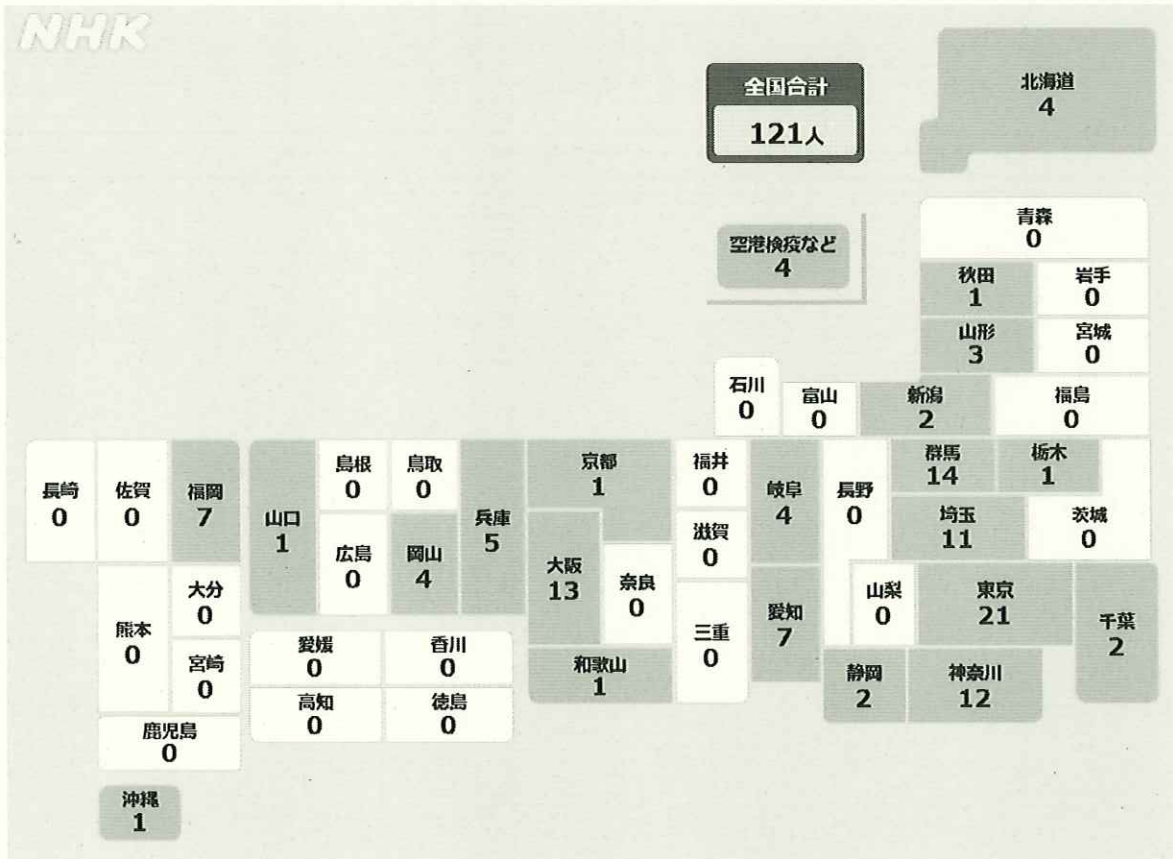 NHK
全国合計
121人
北海道
4
空港検疫など
4
青森
0
秋田
1
岩手
0
山形
3
宮城
0
石川
0
富山
0
新潟
2
福島
0
長崎
0
佐賀
0
福岡
7
山口
1
島根
0
鳥取
0
兵庫
5
京都
1
福井
0
岐阜
4
長野
0
群馬
14
栃木
1
広島
0
岡山
4
大阪
13
奈良
0
滋賀
0
埼玉
11
茨城
0
熊本
0
大分
0
宮崎
0
愛媛
0
香川
0
高知
0
徳島
0
和歌山
1
三重
0
愛知
7
山梨
0
東京
21
千葉
2
静岡
2
神奈川
12
鹿児島
0
沖縄
1